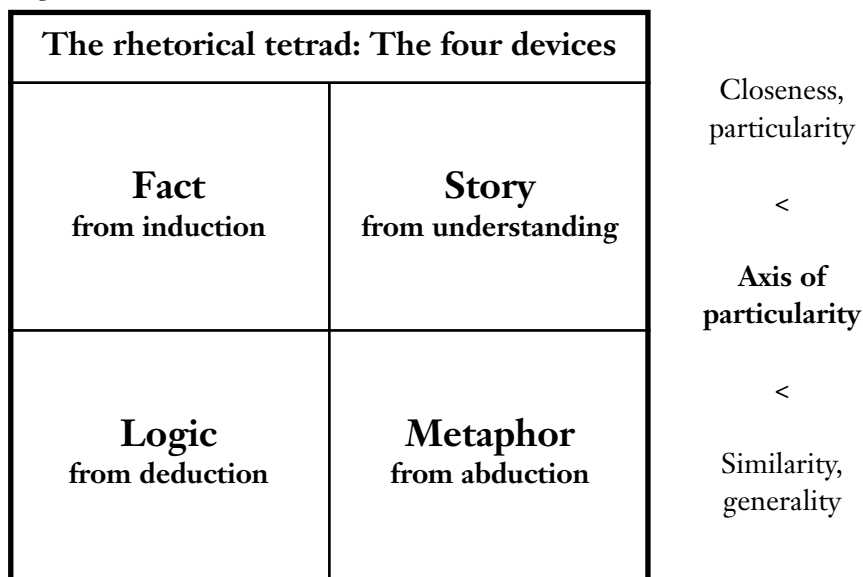 The rhetorical tetrad: The four devices
Fact
from induction
Story
from understanding
Logic
from deduction
Metaphor
from abduction
Closeness,
particularity
<
Axis of
particularity
<
Similarity,
generality